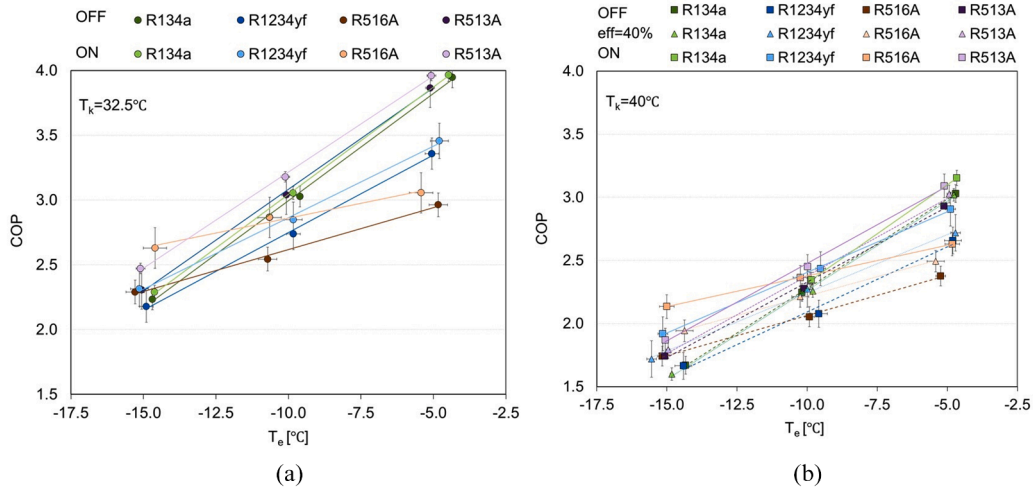 OFF R134a R1234yf R516A R513A
ON R134a R1234yf R516A R513A
4.0
T_k=32.5℃
3.5
3.0
COP
2.5
2.0
1.5
-17.5 -15.0 -12.5 -10.0 -7.5 -5.0 -2.5
T_e [℃]
(a)
OFF R134a R1234yf R516A R513A
eff=40% R134a R1234yf R516A R513A
ON R134a R1234yf R516A R513A
4.0
T_k=40℃
3.5
3.0
COP
2.5
2.0
1.5
-17.5 -15.0 -12.5 -10.0 -7.5 -5.0 -2.5
T_e [℃]
(b)